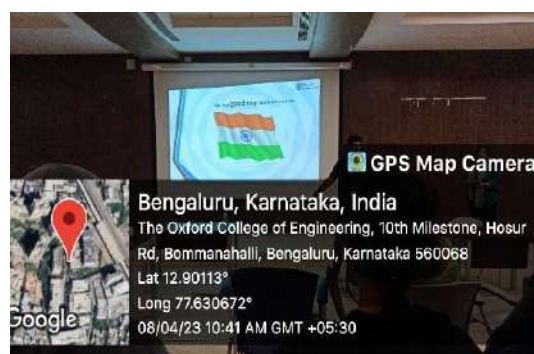 GPS Map Camera
Bengaluru, Karnataka, India
The Oxford College of Engineering, 10th Milestone, Hosur
Rd, Bommanahalli, Bengaluru, Karnataka 560068
Lat 12.90113°
Long 77.630672°
08/04/23 10:41 AM GMT +05:30
Google